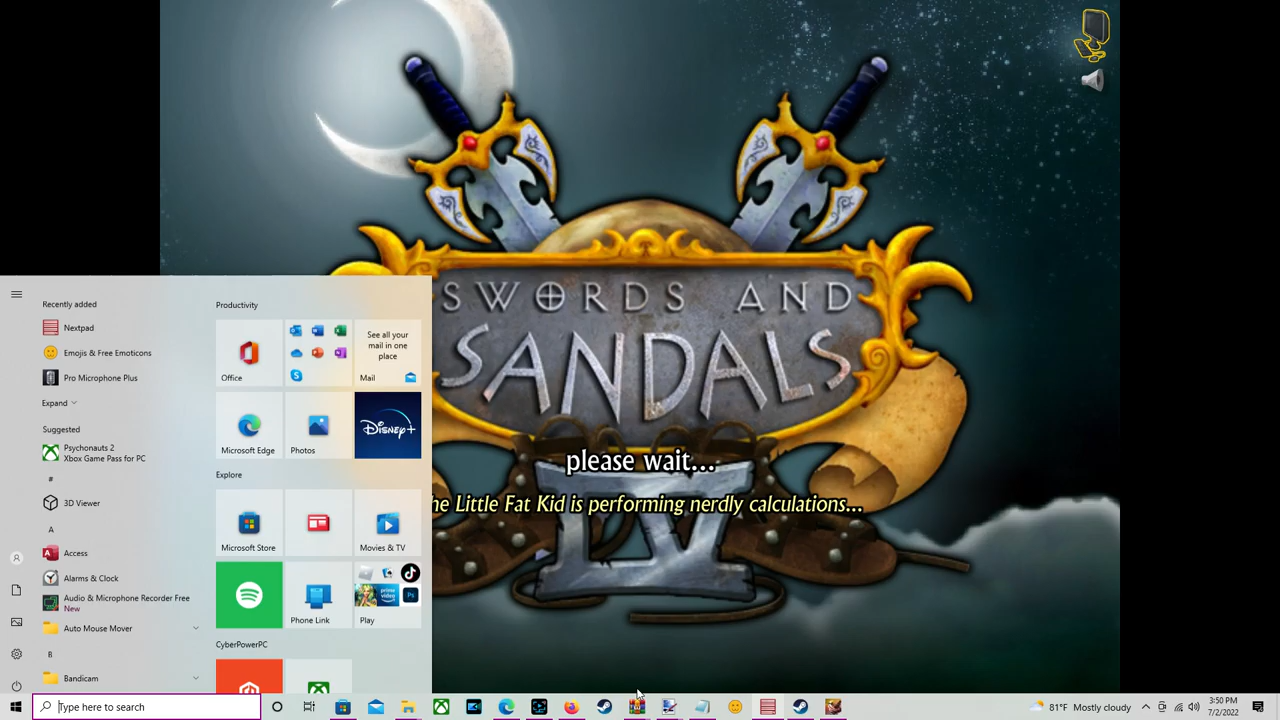 SWORDS AND
SANDALS
IV
please wait...
he Little Fat Kid is performing nerdly calculations...
Recently added
Nextpad
Emojis & Free Emoticons
Pro Microphone Plus
Expand
Suggested
Psychonauts 2
Xbox Game Pass for PC
#
3D Viewer
A
Access
Alarms & Clock
Audio & Microphone Recorder Free
New
Auto Mouse Mover
B
Bandicam
Productivity
Office
See all your
mail in one
place
Mail
Microsoft Edge
Photos
Disney+
Explore
Microsoft Store
Movies & TV
prime video
Ps
Phone Link
Play
CyberPowerPC
Type here to search
81°F Mostly cloudy
3:50 PM
7/2/2022